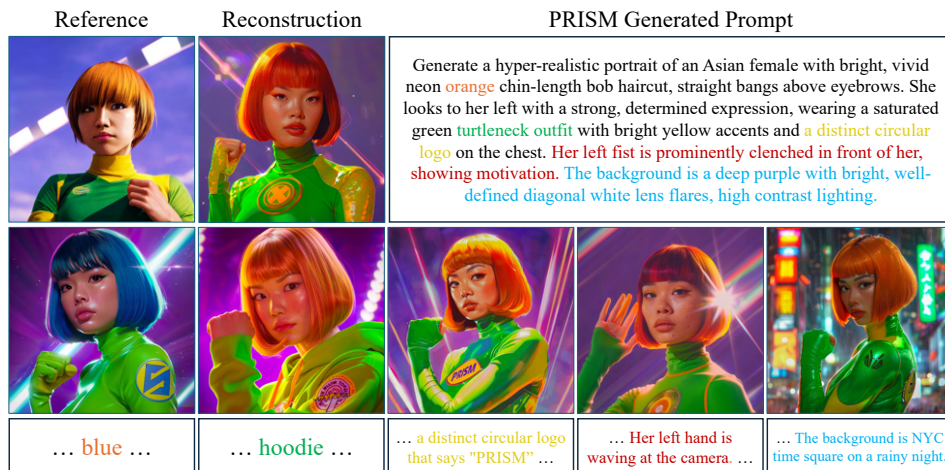 Reference
Reconstruction
PRISM Generated Prompt
Generate a hyper-realistic portrait of an Asian female with bright, vivid
neon orange chin-length bob haircut, straight bangs above eyebrows. She
looks to her left with a strong, determined expression, wearing a saturated
green turtleneck outfit with bright yellow accents and a distinct circular
logo on the chest. Her left fist is prominently clenched in front of her,
showing motivation. The background is a deep purple with bright, well-
defined diagonal white lens flares, high contrast lighting.
PRISM
... blue ...
... hoodie ...
... a distinct circular logo
that says "PRISM" ...
... Her left hand is
waving at the camera. ...
... The background is NYC
time square on a rainy night.